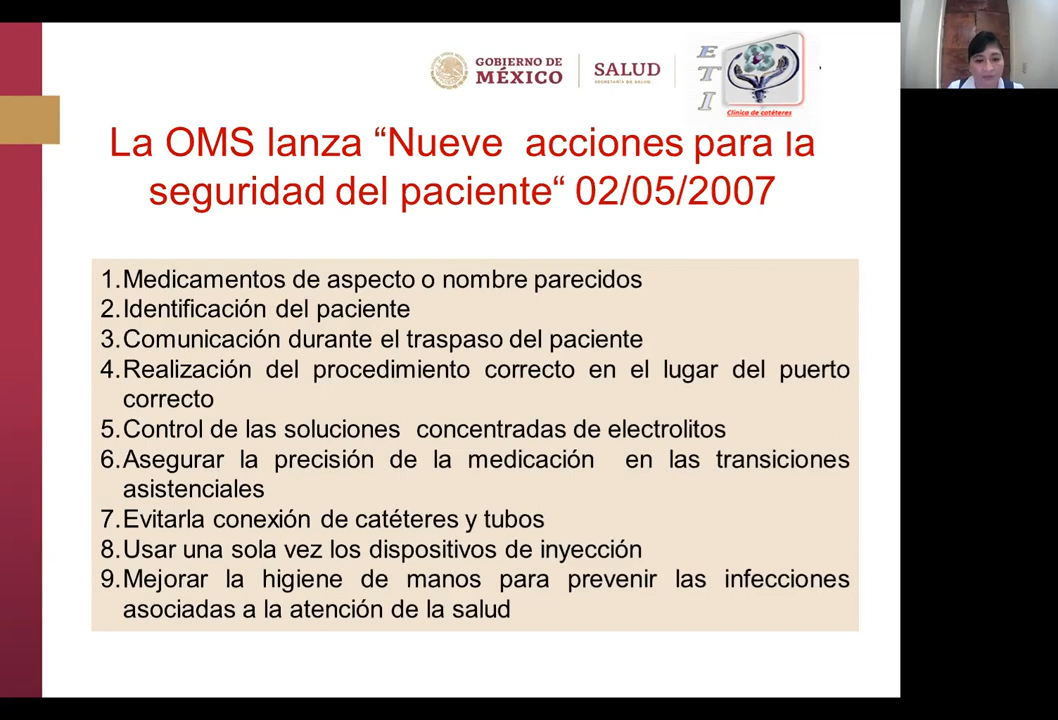 GOBIERNO DE
MÉXICO
SALUD
SECRETARÍA DE SALUD
ETI
Clínica de catéteres
La OMS lanza “Nueve acciones para la
seguridad del paciente“ 02/05/2007
1.Medicamentos de aspecto o nombre parecidos
2.Identificación del paciente
3.Comunicación durante el traspaso del paciente
4.Realización del procedimiento correcto en el lugar del puerto
correcto
5.Control de las soluciones concentradas de electrolitos
6.Asegurar la precisión de la medicación en las transiciones
asistenciales
7.Evitarla conexión de catéteres y tubos
8.Usar una sola vez los dispositivos de inyección
9.Mejorar la higiene de manos para prevenir las infecciones
asociadas a la atención de la salud